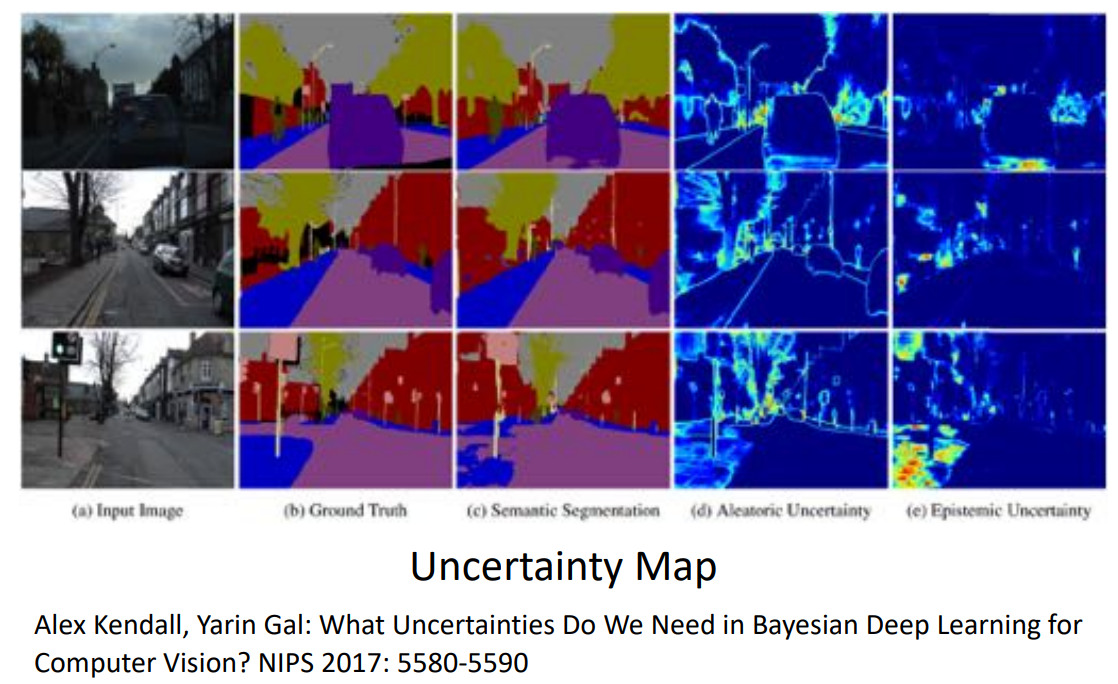 (a) Input Image (b) Ground Truth (c) Semantic Segmentation (d) Aleatoric Uncertainty (e) Epistemic Uncertainty
Uncertainty Map
Alex Kendall, Yarin Gal: What Uncertainties Do We Need in Bayesian Deep Learning for
Computer Vision? NIPS 2017: 5580-5590